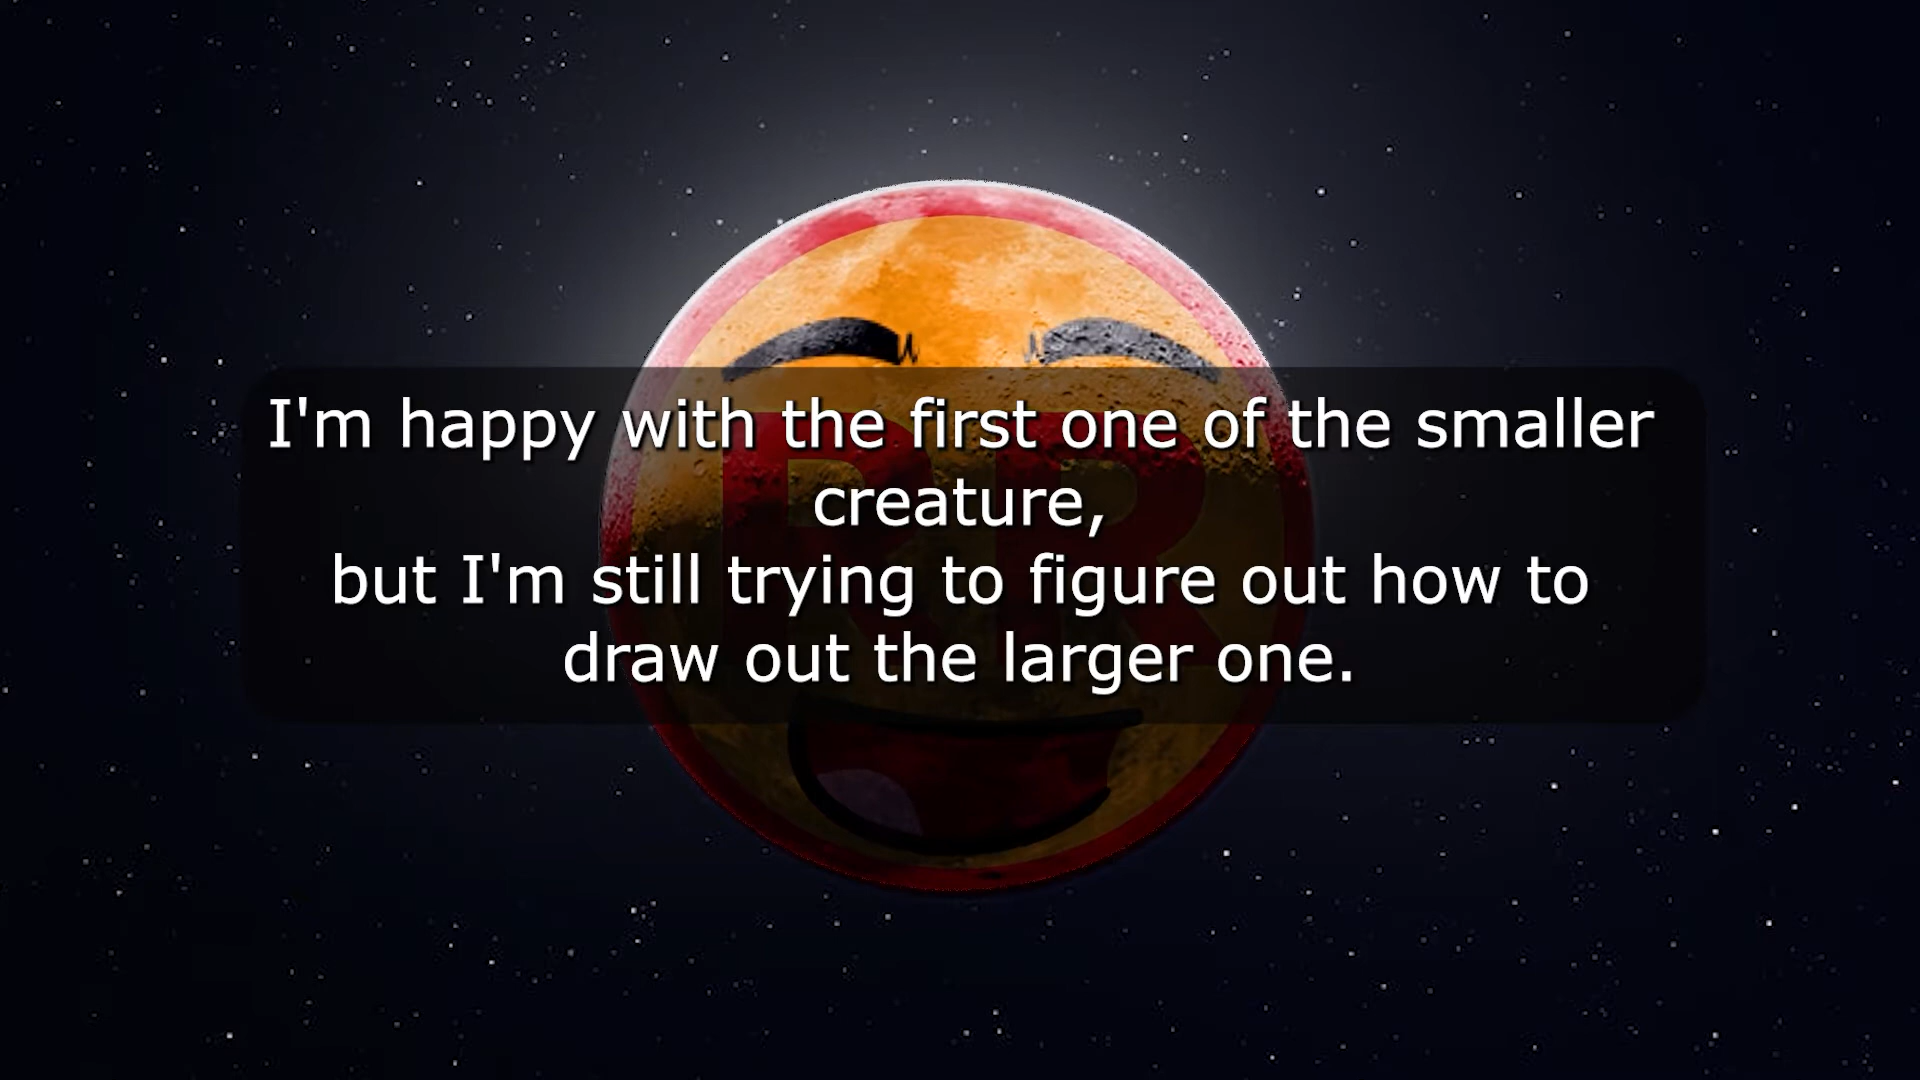 I'm happy with the first one of the smaller
creature,
but I'm still trying to figure out how to
draw out the larger one.
RR